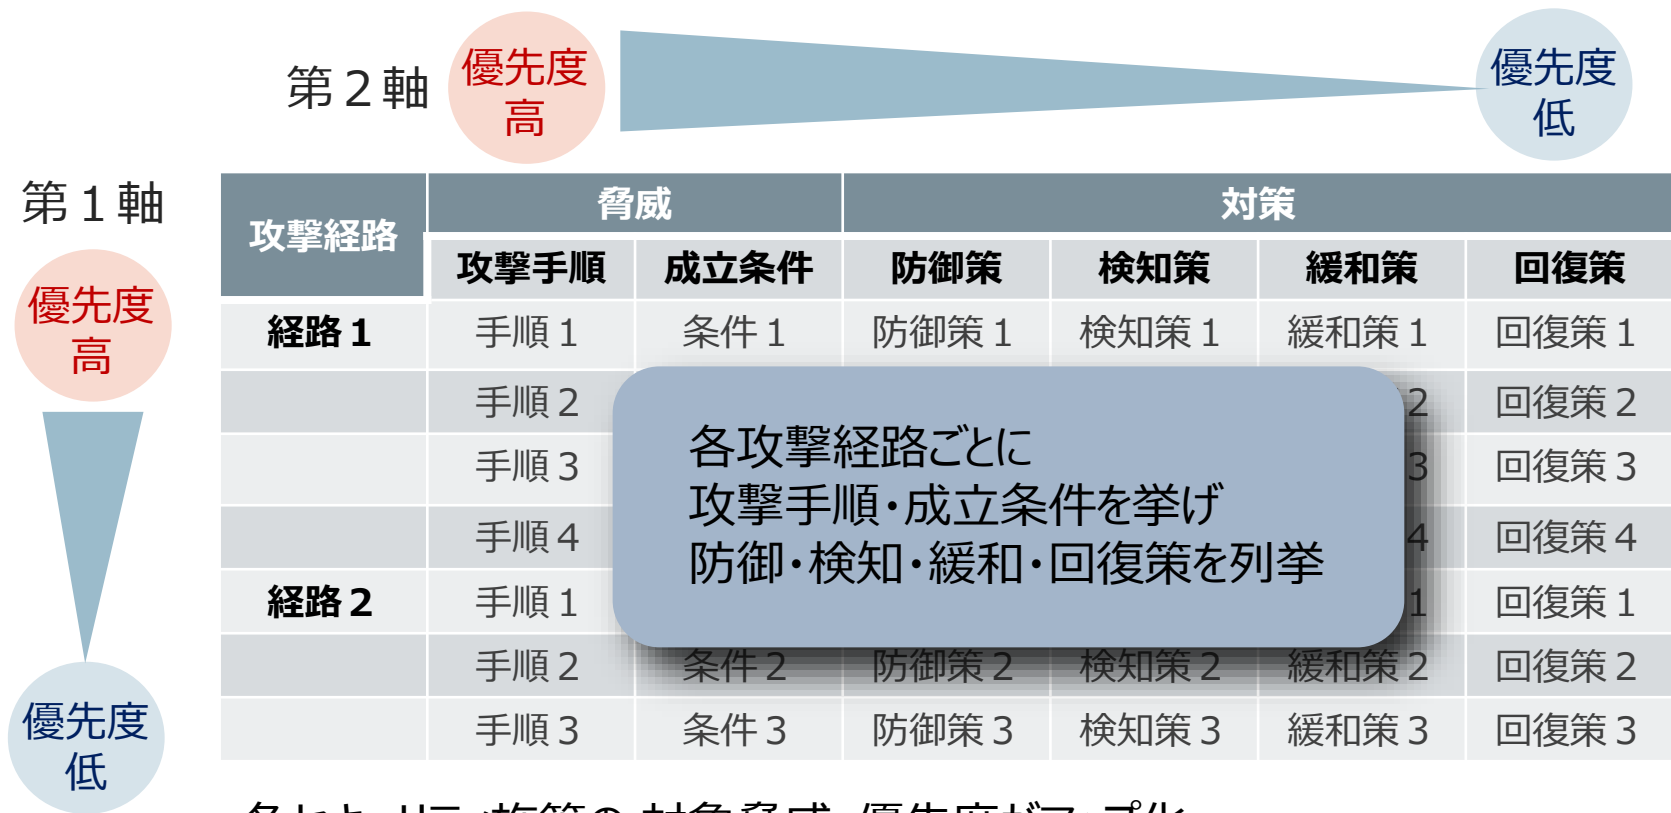 第２軸
優先度
高
優先度
低
第１軸
優先度
高
優先度
低
攻撃経路 脅威 対策
攻撃手順 成立条件 防御策 検知策 緩和策 回復策
経路１ 手順１ 条件１ 防御策１ 検知策１ 緩和策１ 回復策１
手順２ 2 回復策２
手順３ 3 回復策３
手順４ 4 回復策４
経路２ 手順１ 1 回復策１
手順２ 条件２ 防御策２ 検知策２ 緩和策２ 回復策２
手順３ 条件３ 防御策３ 検知策３ 緩和策３ 回復策３
各攻撃経路ごとに
攻撃手順・成立条件を挙げ
防御・検知・緩和・回復策を列挙